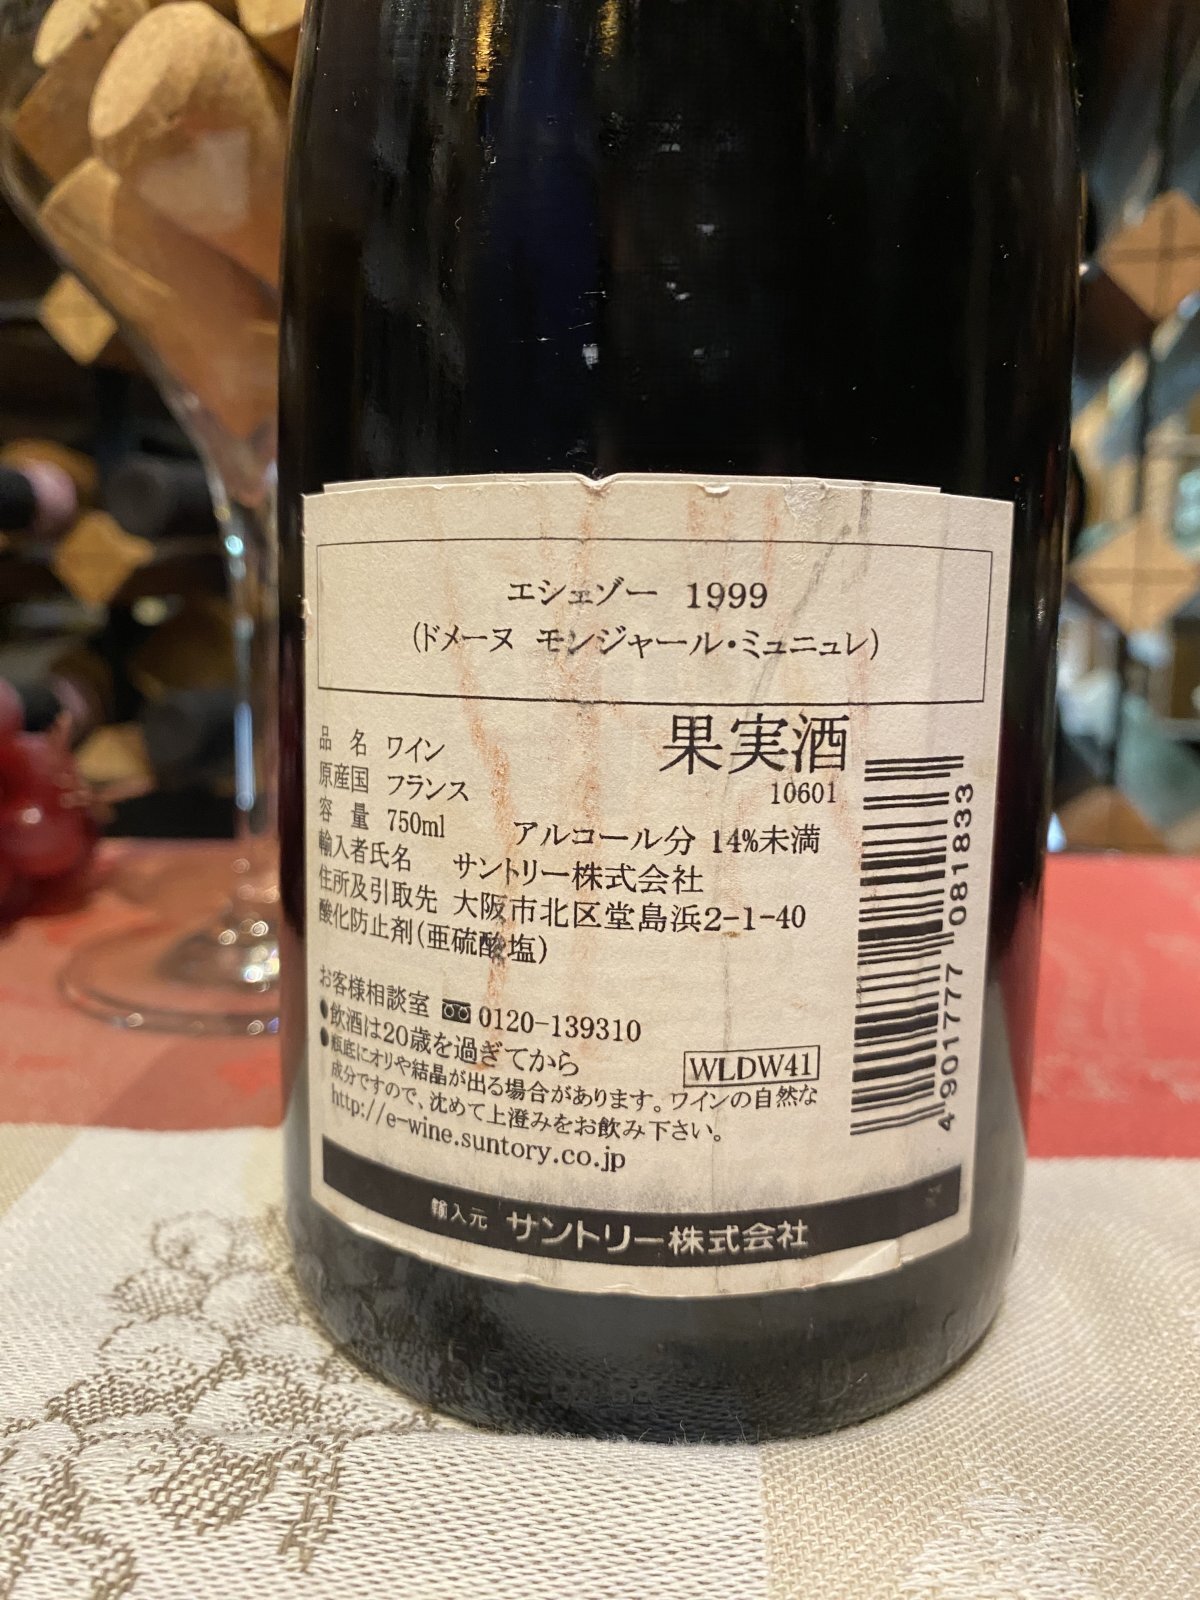 エシェゾー 1999
(ドメーヌ モンジャール・ミュニュレ)
果実酒
10601
品 名 ワイン
原産国 フランス
容 量 750ml
アルコール分 14%未満
輸入者氏名 サントリー株式会社
住所及引取先 大阪市北区堂島浜2-1-40
酸化防止剤(亜硫酸塩)
お客様相談室 0120-139310
●飲酒は20歳を過ぎてから
WLDW41
●瓶底にオリや結晶が出る場合があります。ワインの自然な
成分ですので、沈めて上澄みをお飲み下さい。
http://e-wine.suntory.co.jp
輸入元 サントリー株式会社
4 901777 081833